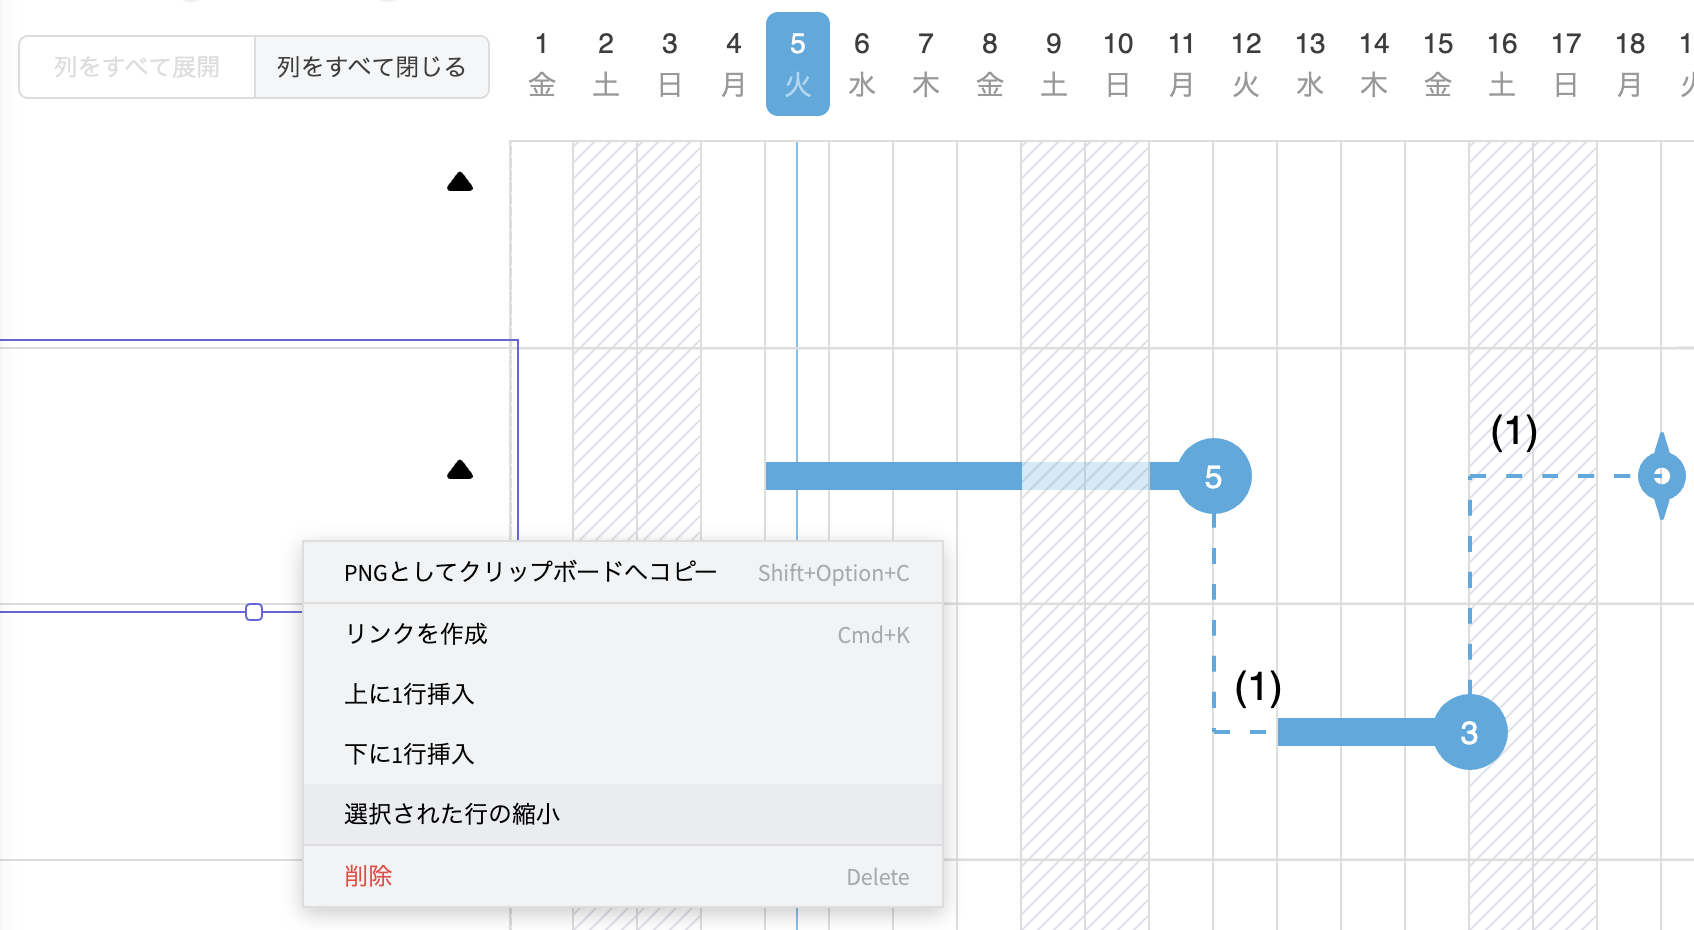 列をすべて展開 列をすべて閉じる
1 2 3 4 5 6 7 8 9 10 11 12 13 14 15 16 17 18
金 土 日 月 火 水 木 金 土 日 月 火 水 木 金 土 日 月
(1)
5
PNGとしてクリップボードへコピー Shift+Option+C
リンクを作成 Cmd+K
上に1行挿入
(1)
3
下に1行挿入
選択された行の縮小
削除 Delete